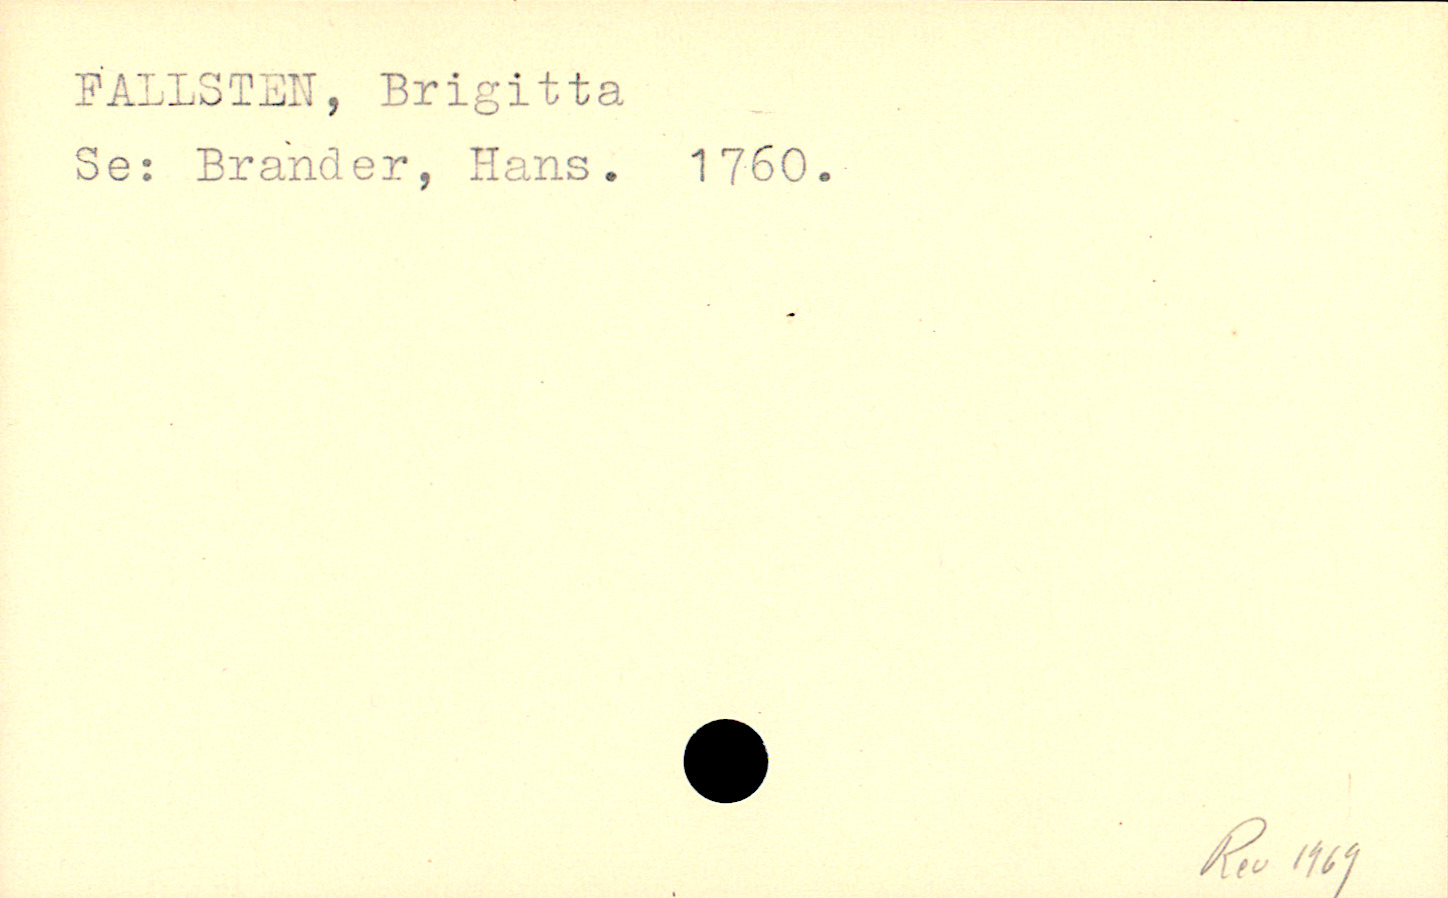 FALLSTEN, Brigitta
Se: Brander, Hans. 1760.
Rev 1969